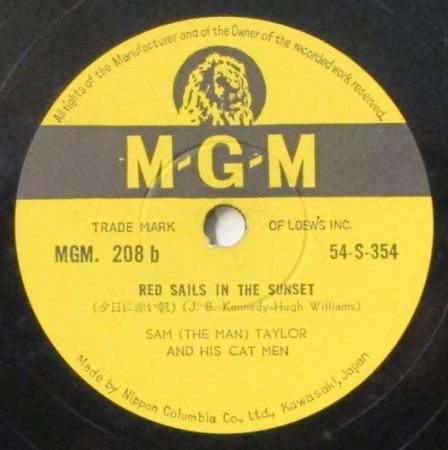 All rights of the Manufacturer and of the Owner of the recorded work reserved.
M-G-M
TRADE MARK OF LOEW'S INC.
MGM. 208 b 54-S-354
RED SAILS IN THE SUNSET
(夕日に赤い帆) (J. B. Kennedy-Hugh Williams)
SAM (THE MAN) TAYLOR
AND HIS CAT MEN
Made by Nippon Columbia Co., Ltd., Kawasaki, Japan